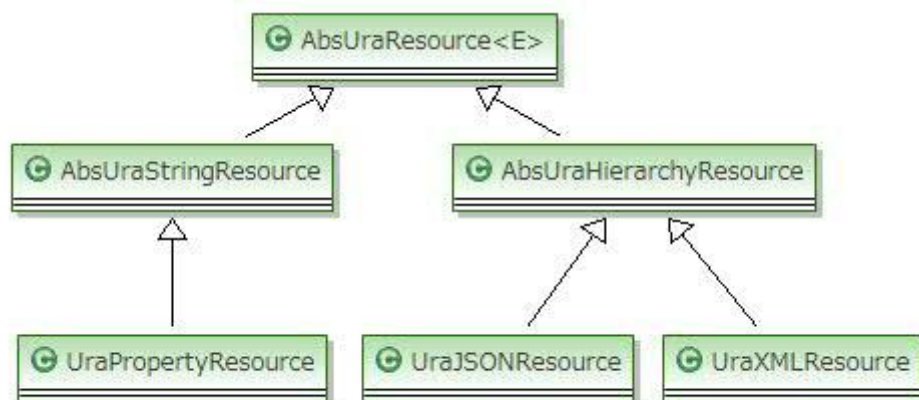 AbsUraResource<E>
AbsUraStringResource
AbsUraHierarchyResource
UraPropertyResource
UraJSONResource
UraXMLResource